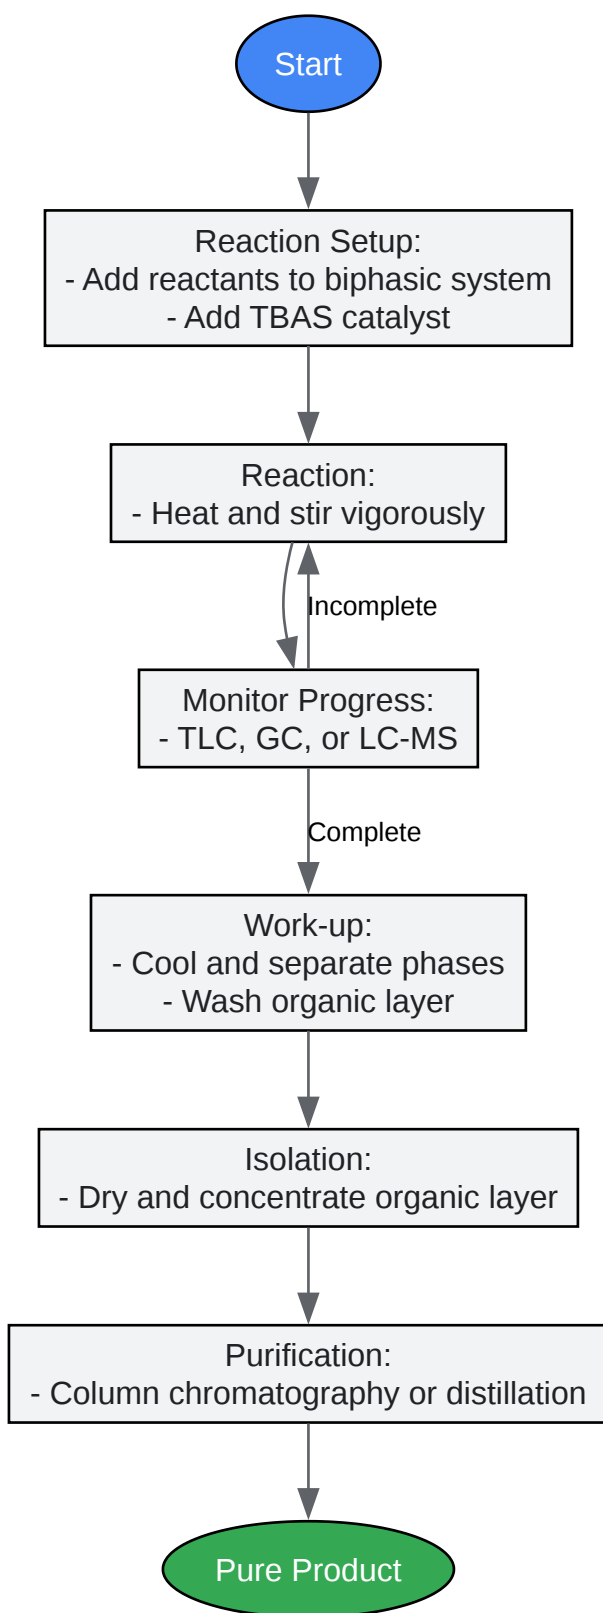 Start
Reaction Setup:
- Add reactants to biphasic system
- Add TBAS catalyst
Reaction:
- Heat and stir vigorously
Incomplete
Monitor Progress:
- TLC, GC, or LC-MS
Complete
Work-up:
- Cool and separate phases
- Wash organic layer
Isolation:
- Dry and concentrate organic layer
Purification:
- Column chromatography or distillation
Pure Product